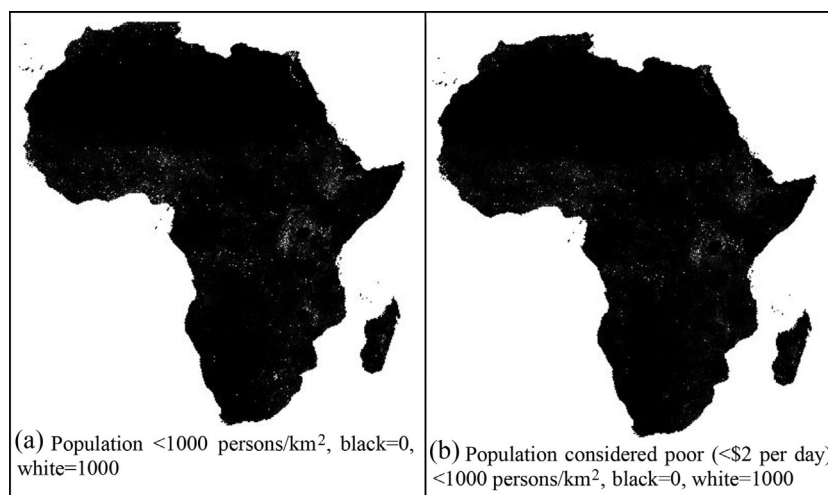 (a) Population <1000 persons/km², black=0,
white=1000
(b) Population considered poor (<$2 per day)
<1000 persons/km², black=0, white=1000